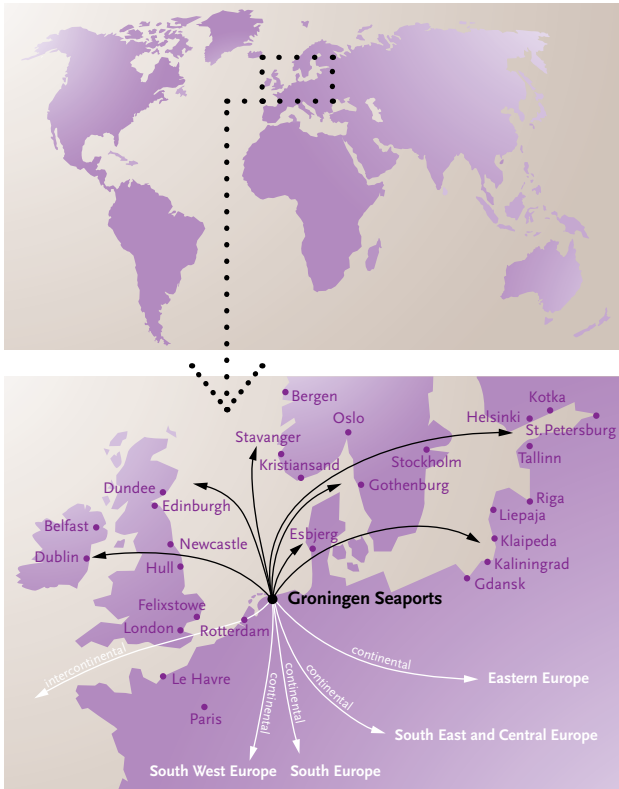 Bergen
Kotka
Helsinki
Oslo
St. Petersburg
Stavanger
Tallinn
Kristiansand
Stockholm
Dundee
Gothenburg
Edinburgh
Riga
Liepaja
Belfast
Esbjerg
Newcastle
Klaipeda
Dublin
Hull
Kaliningrad
Gdansk
Groningen Seaports
Felixstowe
London
Rotterdam
intercontinental
continental
continental
continental
continental
Le Havre
Eastern Europe
Paris
South East and Central Europe
South West Europe
South Europe